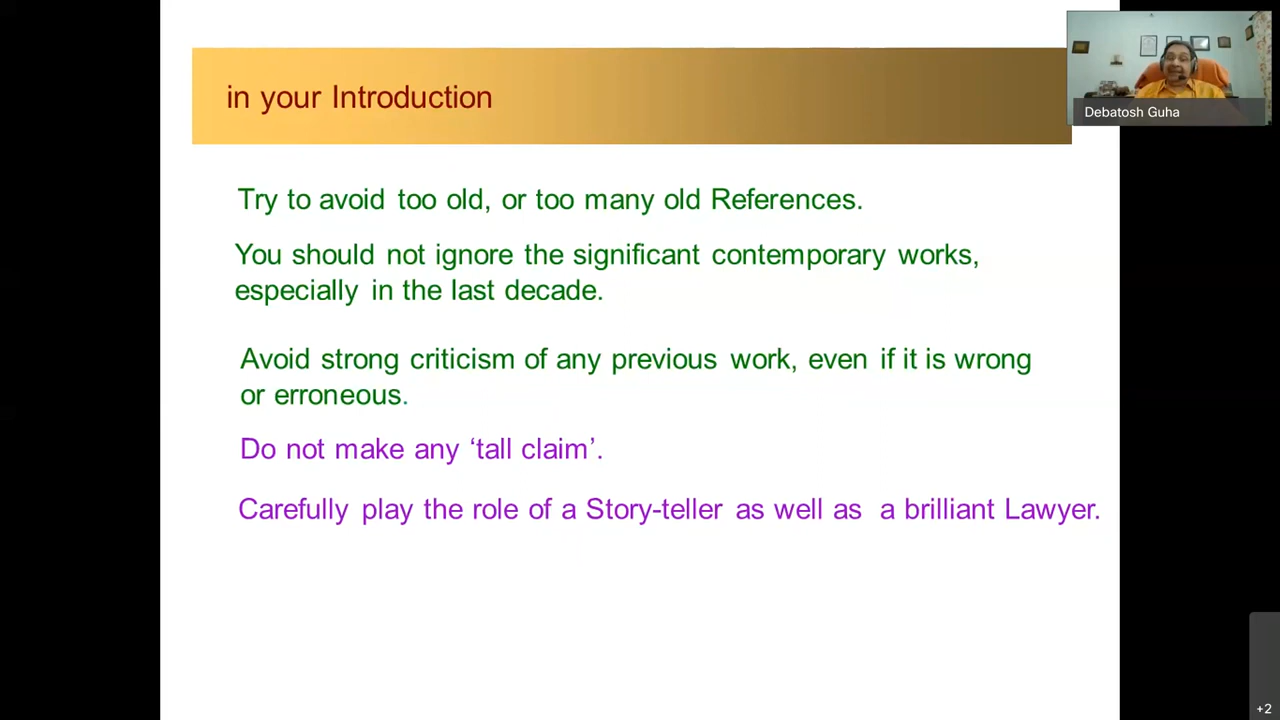 in your Introduction
Debatosh Guha
Try to avoid too old, or too many old References.
You should not ignore the significant contemporary works,
especially in the last decade.
Avoid strong criticism of any previous work, even if it is wrong
or erroneous.
Do not make any ‘tall claim’.
Carefully play the role of a Story-teller as well as a brilliant Lawyer.
+2